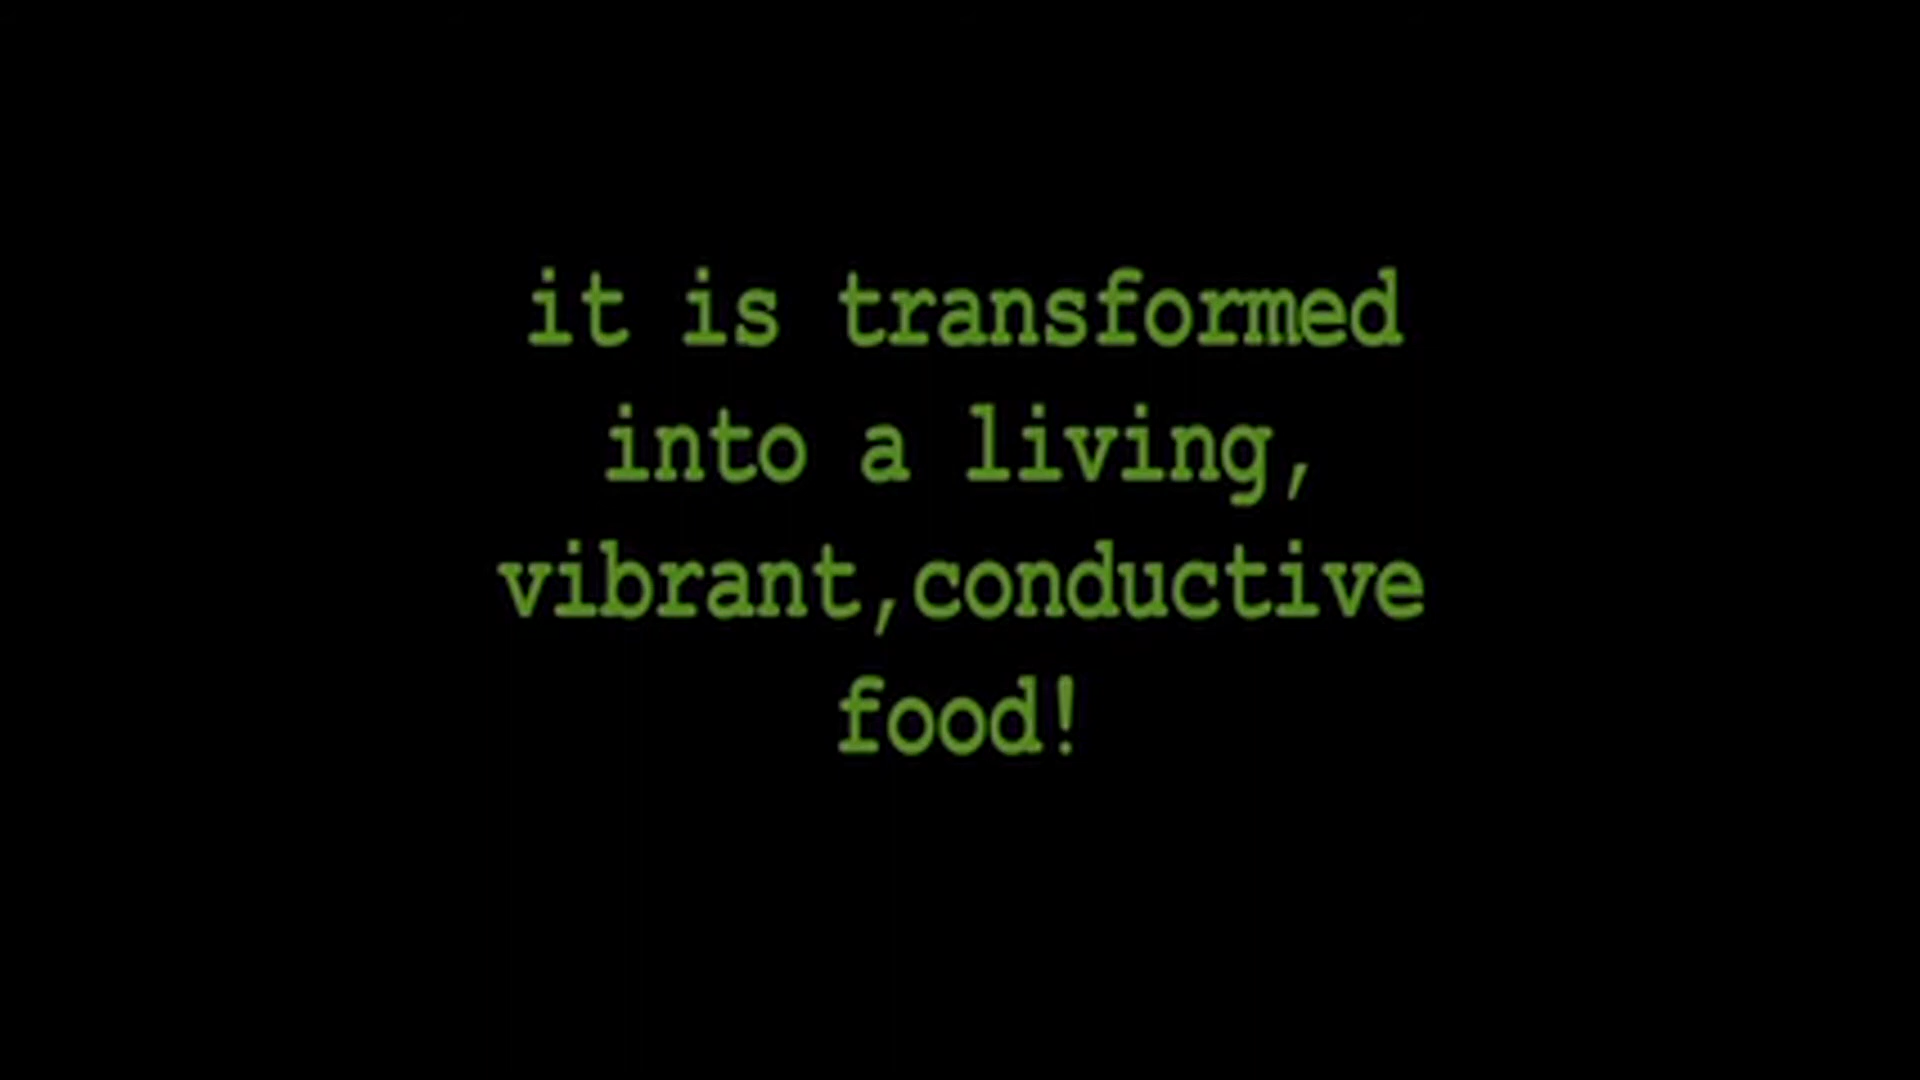 it is transformed
into a living,
vibrant,conductive
food!